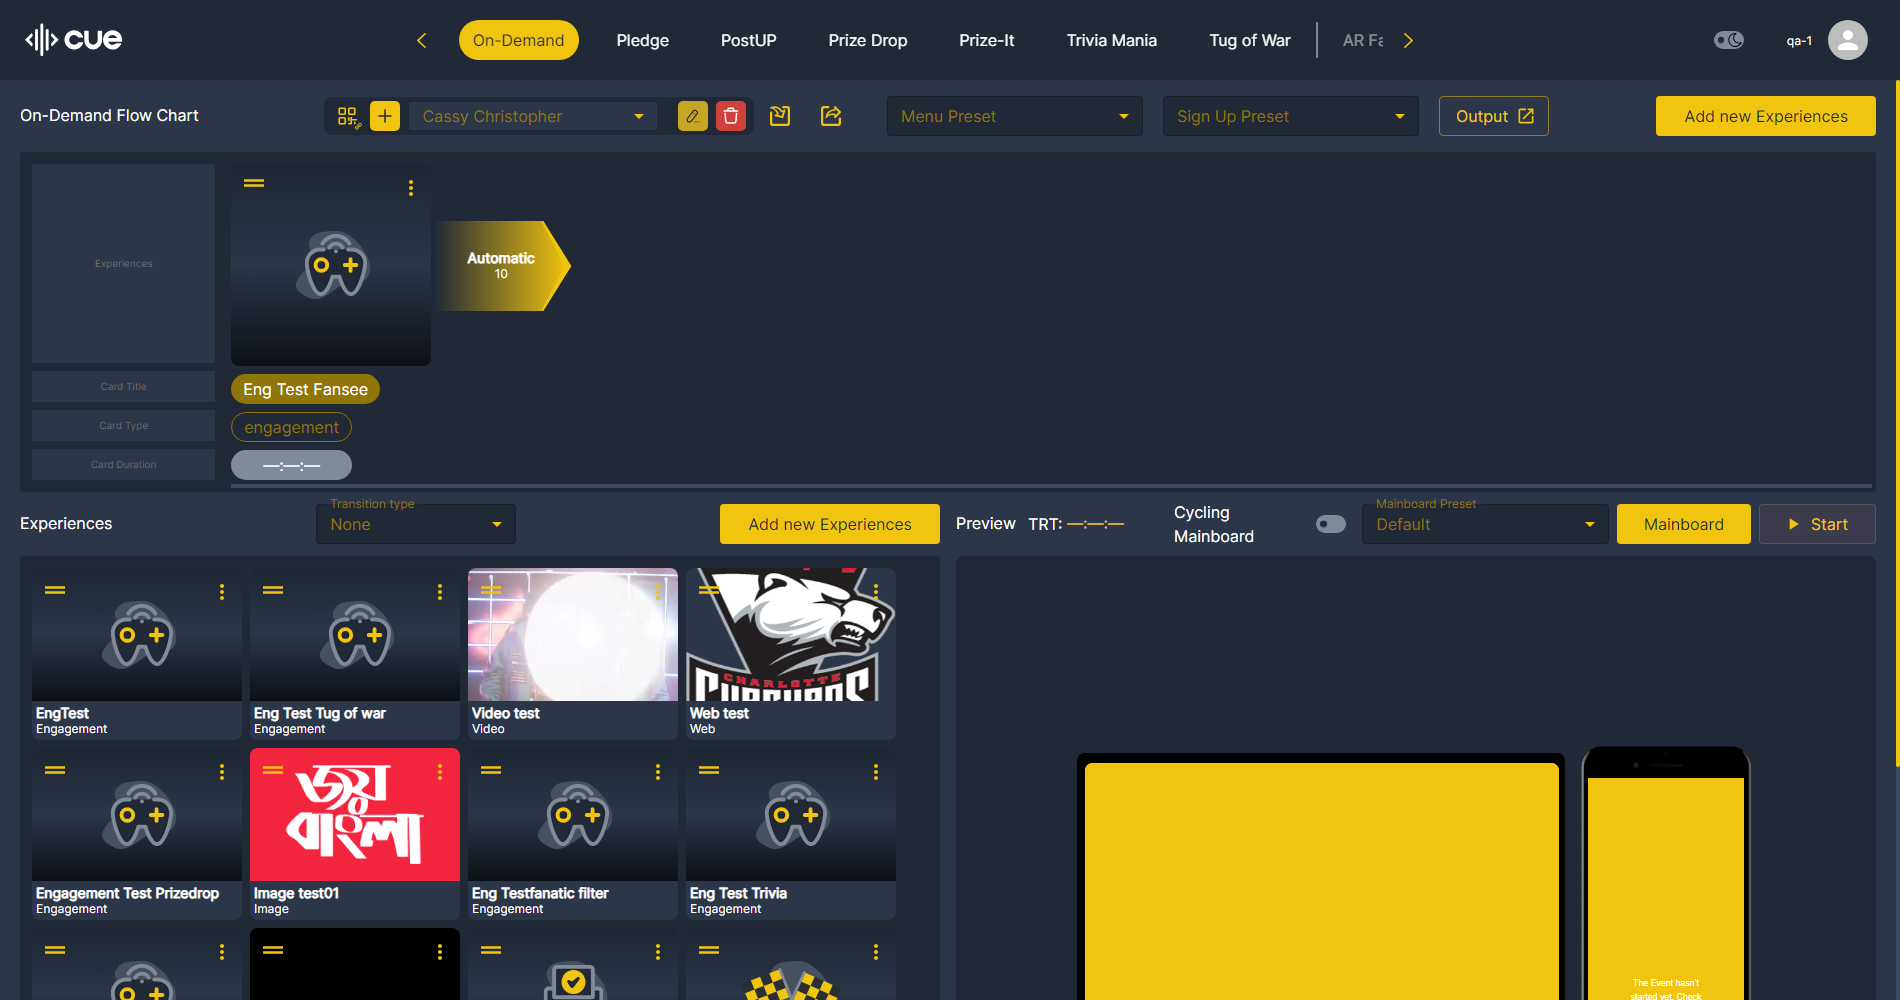 cue
On-Demand
Pledge
PostUP
Prize Drop
Prize-It
Trivia Mania
Tug of War
AR Fa
qa-1
On-Demand Flow Chart
Cassy Christopher
Menu Preset
Sign Up Preset
Output
Add new Experiences
Experiences
Automatic
10
Card Title
Eng Test Fansee
Card Type
engagement
Card Duration
—:—:—
Experiences
Transition type
None
Add new Experiences
Preview
TRT: —:—:—
Cycling
Mainboard
Mainboard Preset
Default
Mainboard
Start
EngTest
Engagement
Eng Test Tug of war
Engagement
Video test
Video
CHARLOTTE
Web test
Web
Engagement Test Prizedrop
Engagement
জয়
বাংলা
Image test01
Image
Eng Testfanatic filter
Engagement
Eng Test Trivia
Engagement
The Event hasn't
started yet. Check